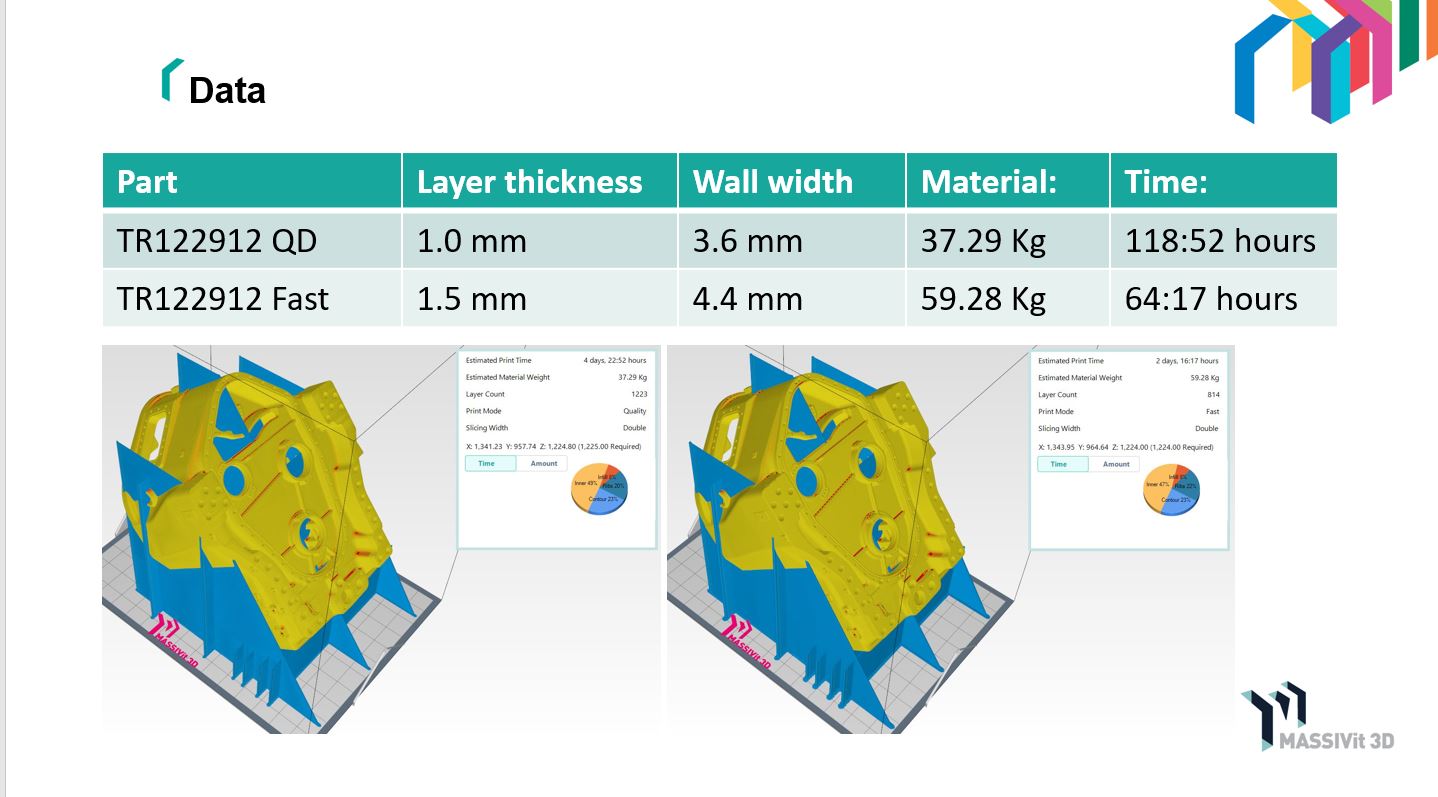 Data
Part Layer thickness Wall width Material: Time:
TR122912 QD 1.0 mm 3.6 mm 37.29 Kg 118:52 hours
TR122912 Fast 1.5 mm 4.4 mm 59.28 Kg 64:17 hours
Estimated Print Time 4 days, 22:52 hours
Estimated Material Weight 37.29 Kg
Layer Count 1223
Print Mode Quality
Slicing Width Double
X: 1,341.23 Y: 957.74 Z: 1,224.80 (1,225.00 Required)
Time Amount
Inner 49%
Ribs 20%
Contour 23%
MASSIVit 3D
Estimated Print Time 2 days, 16:17 hours
Estimated Material Weight 59.28 Kg
Layer Count 814
Print Mode Fast
Slicing Width Double
X: 1,343.95 Y: 964.64 Z: 1,224.00 (1,224.00 Required)
Time Amount
Inner 47%
Ribs 22%
Contour 23%
MASSIVit 3D
MASSIVit 3D